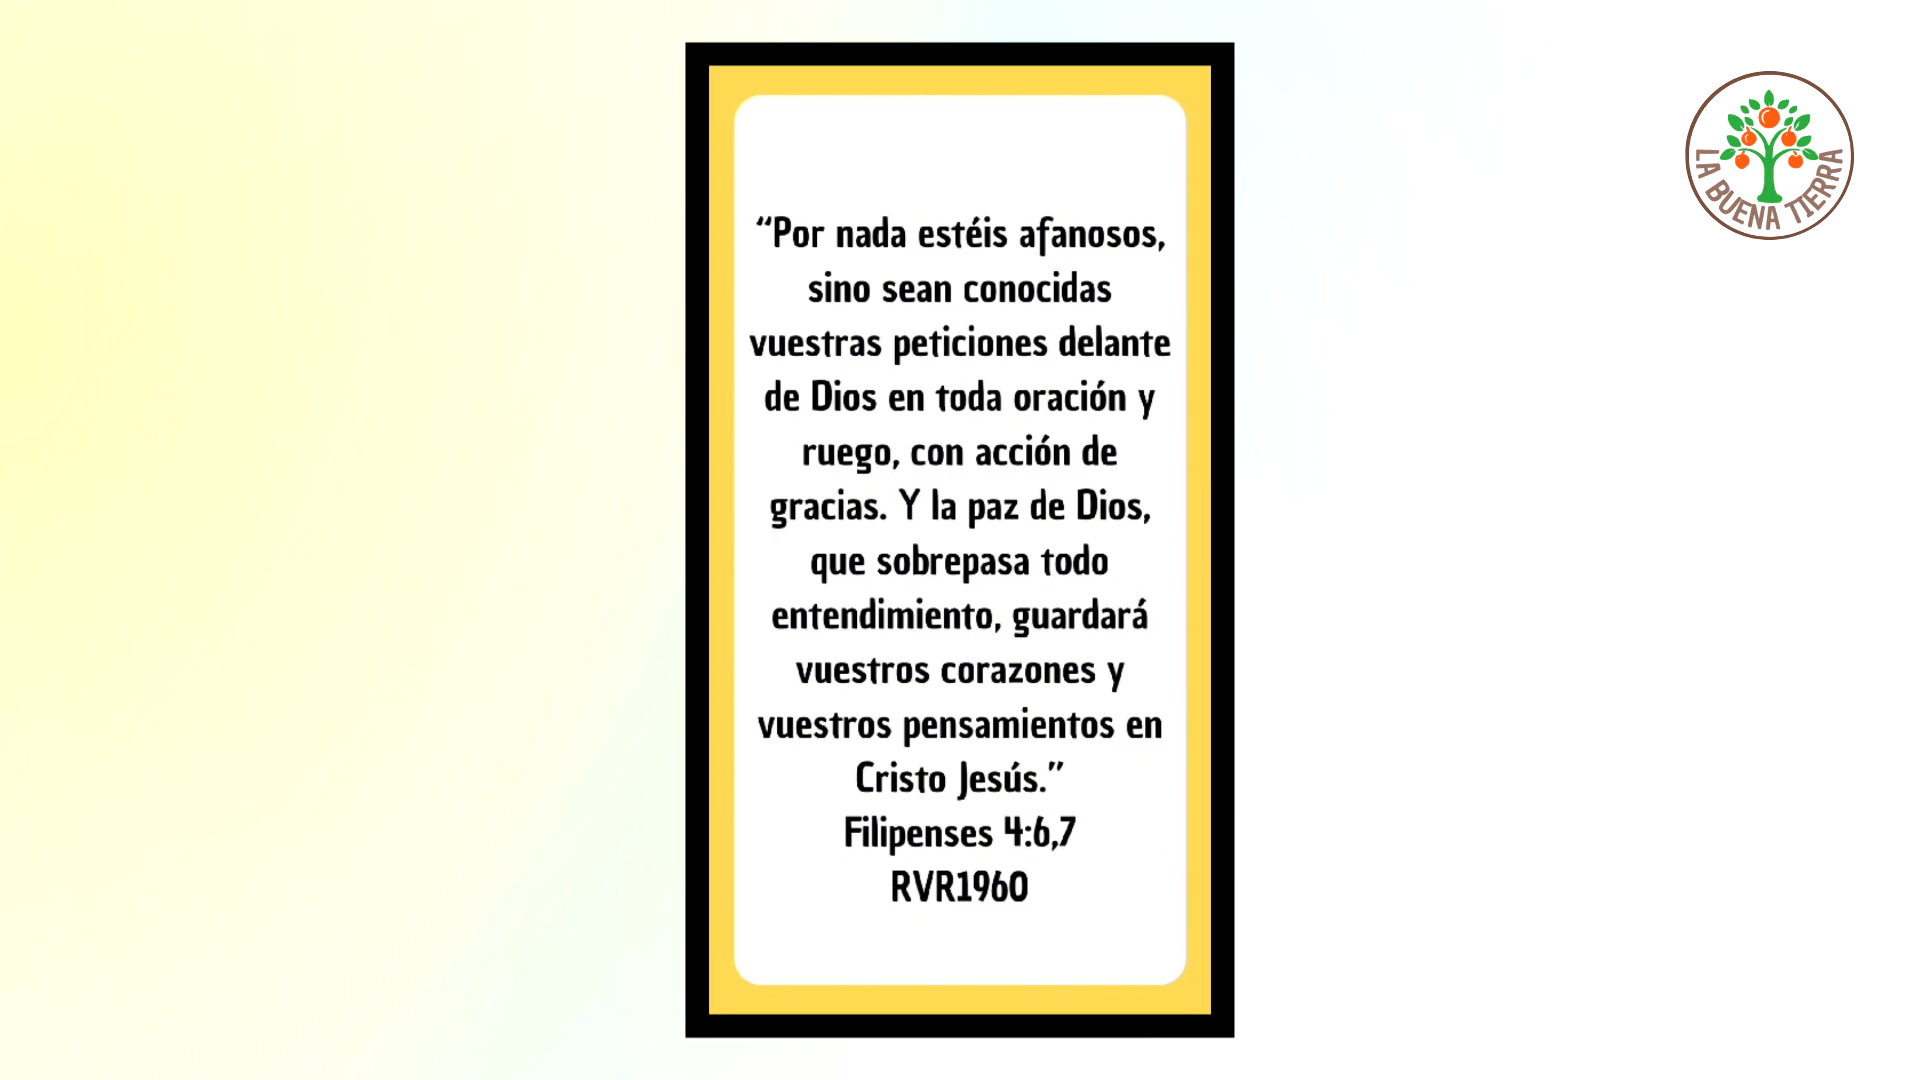 “Por nada estéis afanosos,
sino sean conocidas
vuestras peticiones delante
de Dios en toda oración y
ruego, con acción de
gracias. Y la paz de Dios,
que sobrepasa todo
entendimiento, guardará
vuestros corazones y
vuestros pensamientos en
Cristo Jesús.”
Filipenses 4:6,7
RVR1960
LA BUENA TIERRA